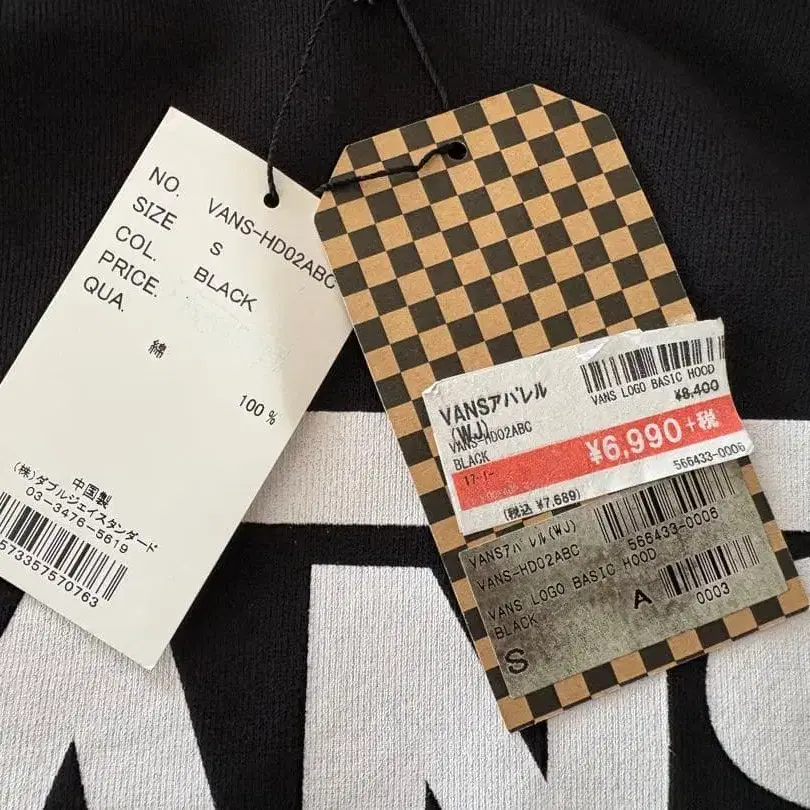 NO. VANS-HD02ABC
SIZE S
COL. BLACK
PRICE.
QUA.
綿 100%
中国製
(株)ダブルジェイスタンダード
03-3476-5619
573357570763
VANSアパレル
(WJ)
VANS LOGO BASIC HOOD
VANS-HD02ABC
¥8,400
BLACK
¥6,990+税
566433-0006
(税込 ¥7,689)
VANSアパレル(WJ)
566433-0006
VANS-HD02ABC
VANS LOGO BASIC HOOD
BLACK
A
0003
S